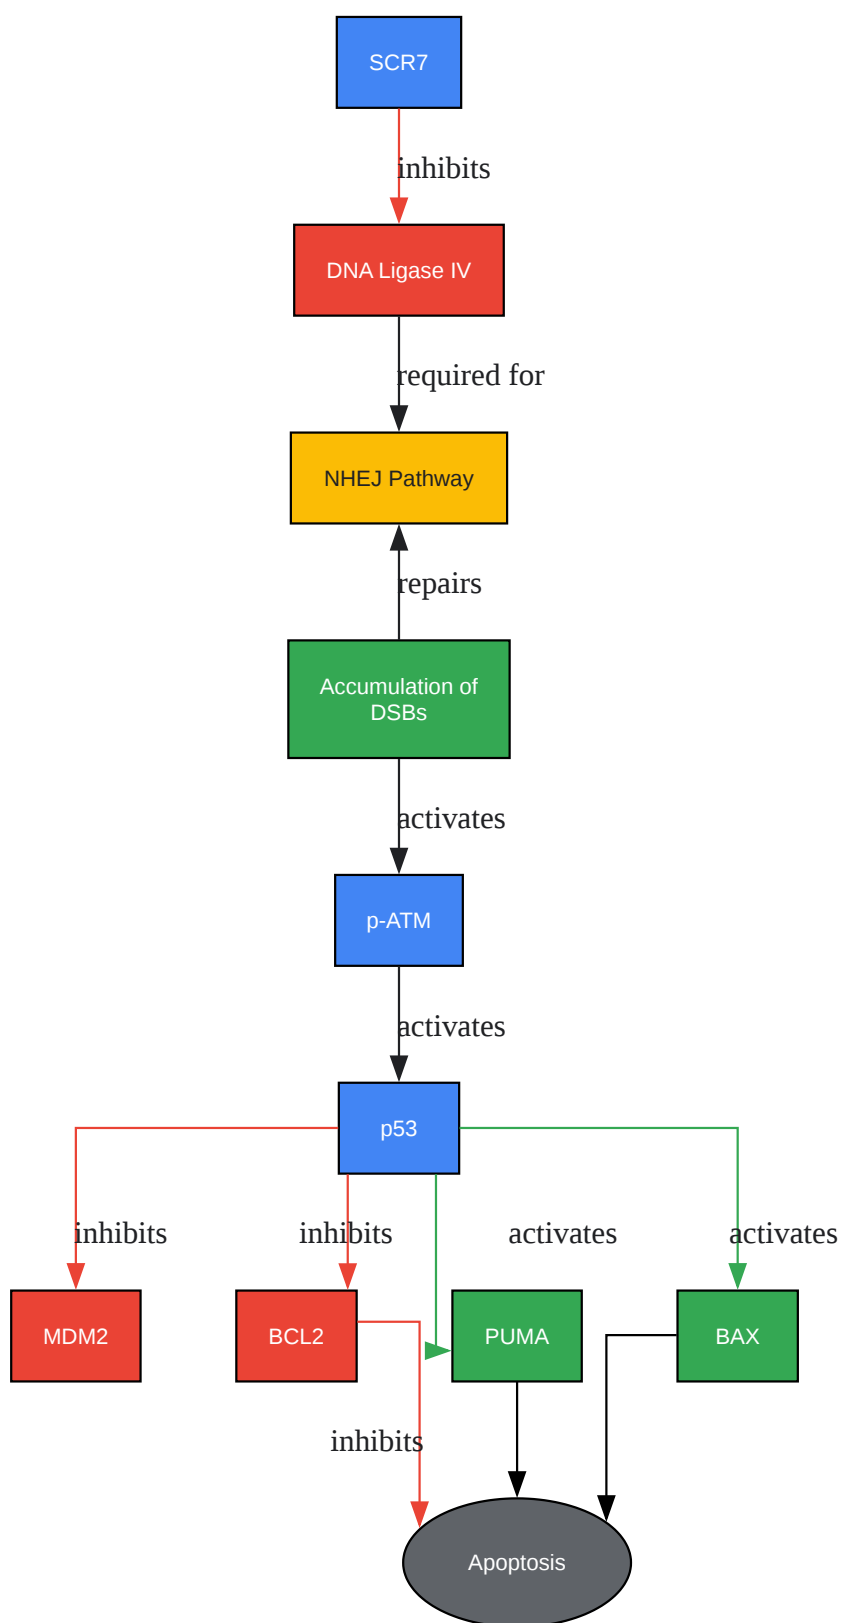 SCR7
inhibits
DNA Ligase IV
required for
NHEJ Pathway
repairs
Accumulation of
DSBs
activates
p-ATM
activates
p53
inhibits
inhibits
activates
activates
MDM2
BCL2
PUMA
BAX
inhibits
Apoptosis